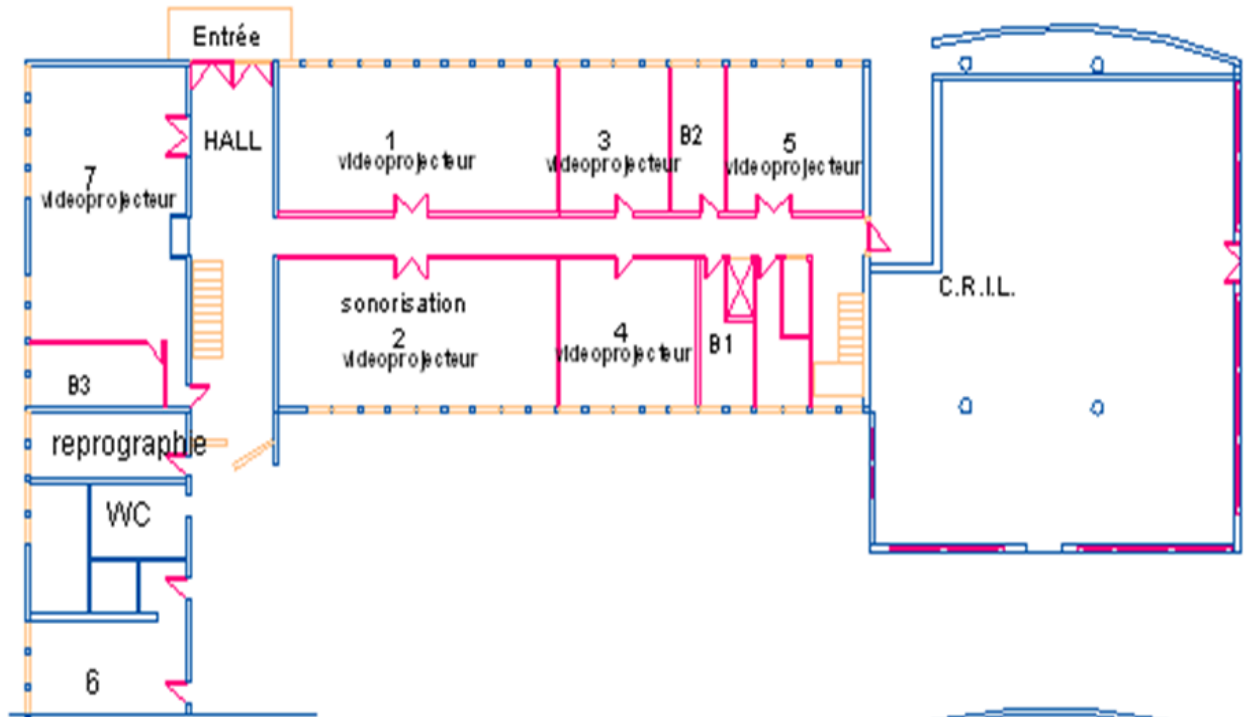 Entrée
HALL
7
videoprojecteur
1
videoprojecteur
3
videoprojecteur
B2
5
videoprojecteur
C.R.I.L.
sonorisation
2
videoprojecteur
4
videoprojecteur
B1
B3
reprographie
WC
6